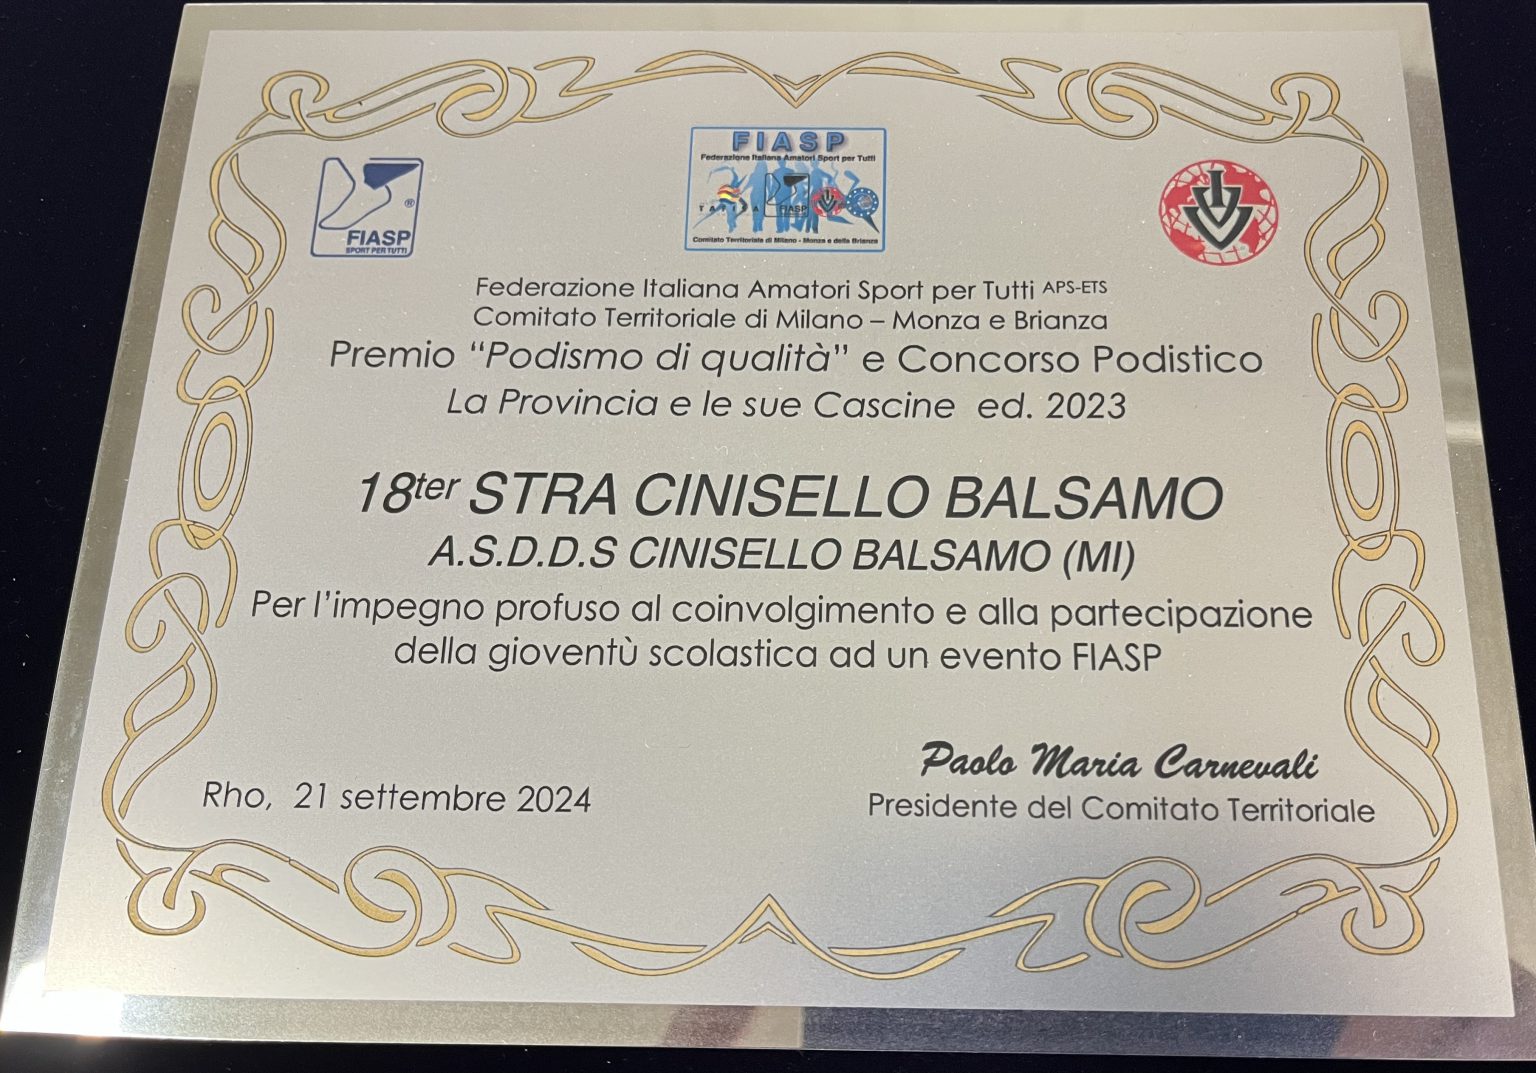 FIASP
Federazione Italiana Amatori Sport per Tutti
FIASP
SPORT PER TUTTI
®
FIASP
IVV
Comitato Territoriale di Milano - Monza e della Brianza
Federazione Italiana Amatori Sport per Tutti APS-ETS
Comitato Territoriale di Milano – Monza e Brianza
Premio “Podismo di qualità” e Concorso Podistico
La Provincia e le sue Cascine ed. 2023
18ter STRA CINISELLO BALSAMO
A.S.D.D.S CINISELLO BALSAMO (MI)
Per l’impegno profuso al coinvolgimento e alla partecipazione
della gioventù scolastica ad un evento FIASP
Paolo Maria Carnevali
Rho, 21 settembre 2024
Presidente del Comitato Territoriale